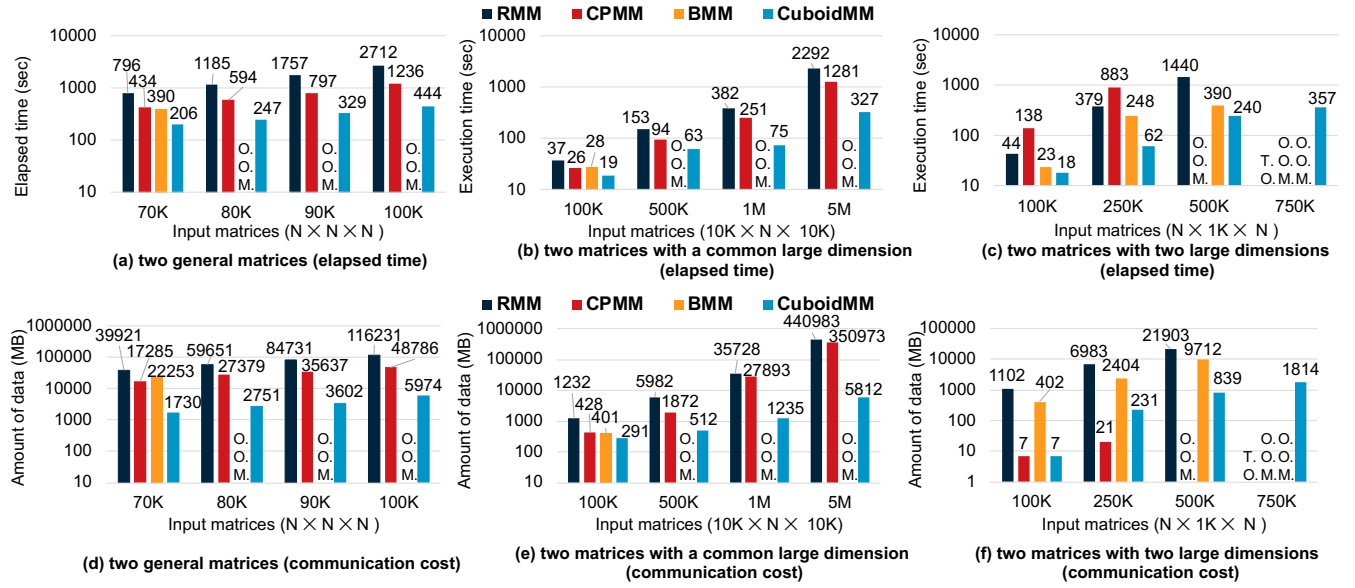 RMM CPMM BMM CuboidMM
Elapsed time (sec)
10000
1000
100
10
796
434
390
206
1185
594
O.
O.
M.
247
1757
797
O.
O.
M.
329
2712
1236
O.
O.
M.
444
70K 80K 90K 100K
Input matrices (N × N × N )
(a) two general matrices (elapsed time)
Execution time (sec)
10000
1000
100
10
37
26
28
19
153
94
O.
O.
M.
63
382
251
O.
O.
M.
75
2292
1281
O.
O.
M.
327
100K 500K 1M 5M
Input matrices (10K × N × 10K)
(b) two matrices with a common large dimension
(elapsed time)
Execution time (sec)
10000
1000
100
10
44
138
23
18
379
883
248
62
1440
O.
O.
M.
390
240
O. O.
T. O. O.
O. M. M.
357
100K 250K 500K 750K
Input matrices (N × 1K × N)
(c) two matrices with two large dimensions
(elapsed time)
RMM CPMM BMM CuboidMM
Amount of data (MB)
1000000
100000
10000
1000
100
10
39921
17285
22253
1730
59651
27379
O.
O.
M.
2751
84731
35637
O.
O.
M.
3602
116231
48786
O.
O.
M.
5974
70K 80K 90K 100K
Input matrices (N × N × N )
(d) two general matrices (communication cost)
Amount of data (MB)
1000000
100000
10000
1000
100
10
1232
428
401
291
5982
1872
O.
O.
M.
512
35728
27893
O.
O.
M.
1235
440983
350973
O.
O.
M.
5812
100K 500K 1M 5M
Input matrices (10K × N × 10K)
(e) two matrices with a common large dimension
(communication cost)
Amount of data (MB)
100000
10000
1000
100
10
1
1102
7
402
7
6983
21
2404
231
21903
O.
O.
M.
9712
839
O. O.
T. O. O.
O. M. M.
1814
100K 250K 500K 750K
Input matrices (N × 1K × N)
(f) two matrices with two large dimensions
(communication cost)